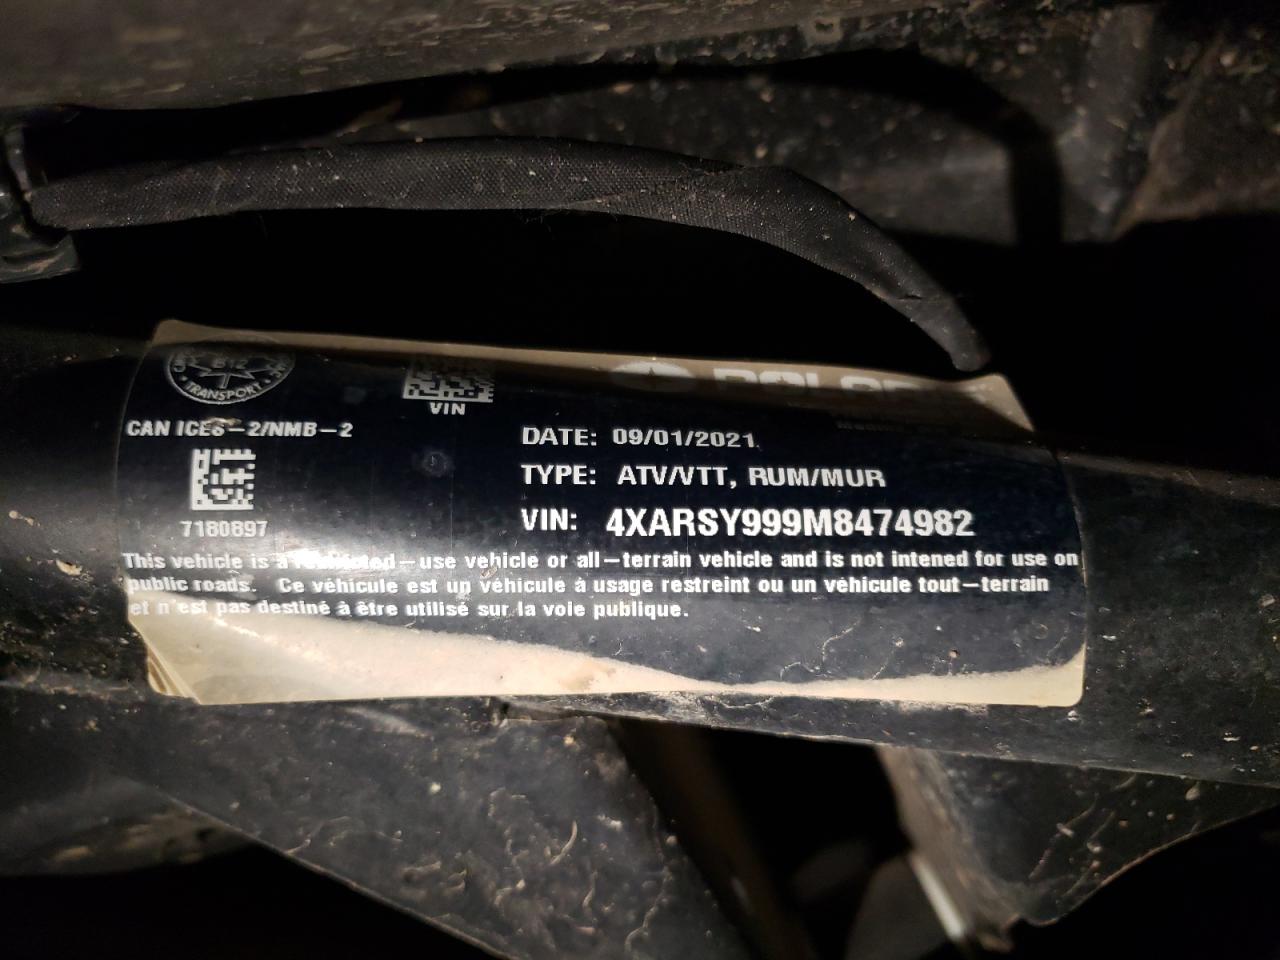 612
TRANSPORT
VIN
POLARIS
CAN ICES-2/NMB-2
DATE: 09/01/2021
TYPE: ATV/VTT, RUM/MUR
7180897
VIN: 4XARSY999M8474982
This vehicle is a restricted-use vehicle or all-terrain vehicle and is not intened for use on
public roads. Ce véhicule est un véhicule à usage restreint ou un véhicule tout-terrain
et n'est pas destiné à être utilisé sur la voie publique.